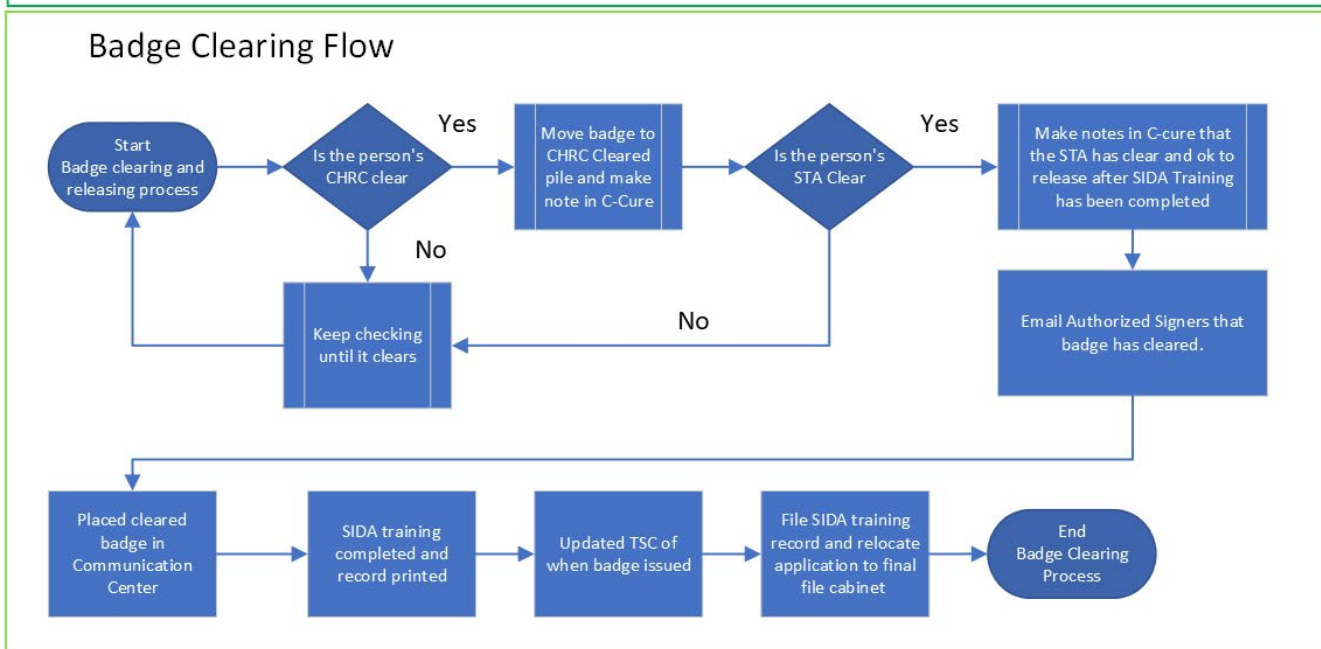 Badge Clearing Flow
Start
Badge clearing and
releasing process
Is the person's
CHRC clear
Yes
Move badge to
CHRC Cleared
pile and make
note in C-Cure
Is the person's
STA Clear
Yes
Make notes in C-cure that
the STA has clear and ok to
release after SIDA Training
has been completed
No
Keep checking
until it clears
No
Email Authorized Signers that
badge has cleared.
Placed cleared
badge in
Communication
Center
SIDA training
completed and
record printed
Updated TSC of
when badge issued
File SIDA training
record and relocate
application to final
file cabinet
End
Badge Clearing
Process